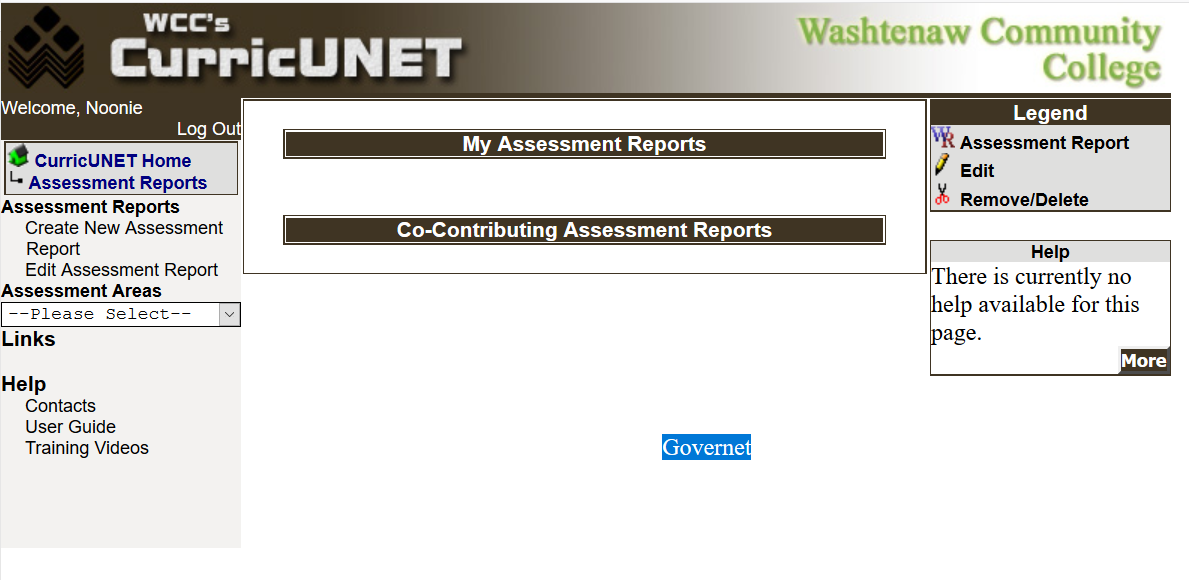 WCC's
CurricUNET
Washtenaw Community
College
Welcome, Noonie
Log Out
CurricUNET Home
Assessment Reports
Assessment Reports
Create New Assessment
Report
Edit Assessment Report
Assessment Areas
--Please Select--
Links
Help
Contacts
User Guide
Training Videos
My Assessment Reports
Co-Contributing Assessment Reports
Governet
Legend
WR Assessment Report
Edit
Remove/Delete
Help
There is currently no
help available for this
page.
More